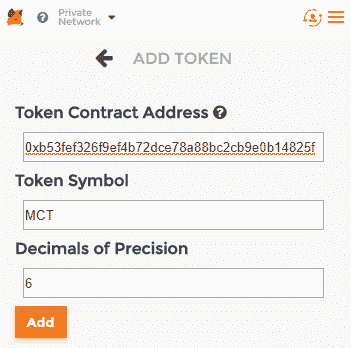 Private
Network
ADD TOKEN
Token Contract Address
0xb53fef326f9ef4b72dce78a88bc2cb9e0b14825f
Token Symbol
MCT
Decimals of Precision
6
Add